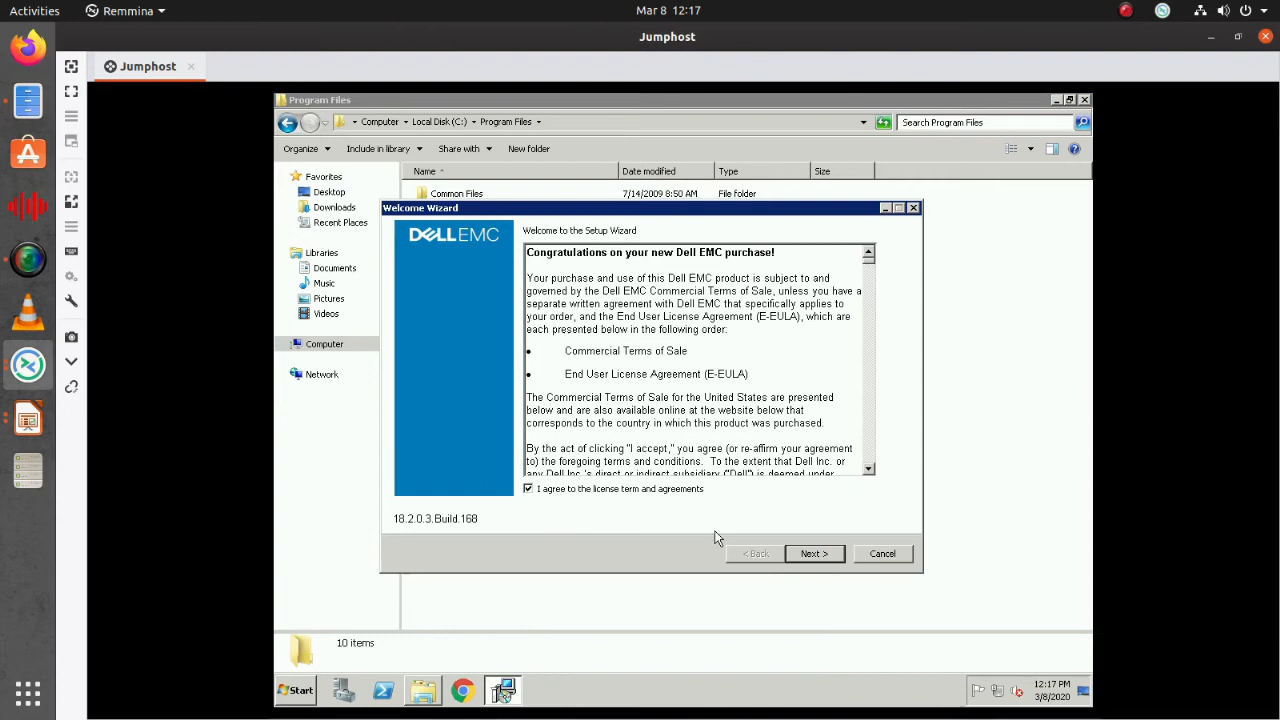 Activities
Remmina
Mar 8 12:17
Jumphost
Jumphost
Program Files
Computer
Local Disk (C:)
Program Files
Search Program Files
Organize
Include in library
Share with
New folder
Name
Date modified
Type
Size
Favorites
Desktop
Downloads
Recent Places
Libraries
Documents
Music
Pictures
Videos
Computer
Network
Common Files
7/14/2009 8:50 AM
File folder
Welcome Wizard
DELL EMC
Welcome to the Setup Wizard
Congratulations on your new Dell EMC purchase!
Your purchase and use of this Dell EMC product is subject to and
governed by the Dell EMC Commercial Terms of Sale, unless you have a
separate written agreement with Dell EMC that specifically applies to
your order, and the End User License Agreement (E-EULA), which are
each presented below in the following order:
• Commercial Terms of Sale
• End User License Agreement (E-EULA)
The Commercial Terms of Sale for the United States are presented
below and are also available online at the website below that
corresponds to the country in which this product was purchased.
By the act of clicking "I accept," you agree (or re-affirm your agreement
to) the foregoing terms and conditions. To the extent that Dell Inc. or
any Dell Inc.'s direct or indirect subsidiary ("Dell") is deemed under
I agree to the license term and agreements
18.2.0.3.Build.168
< Back
Next >
Cancel
10 items
Start
12:17 PM
3/8/2020